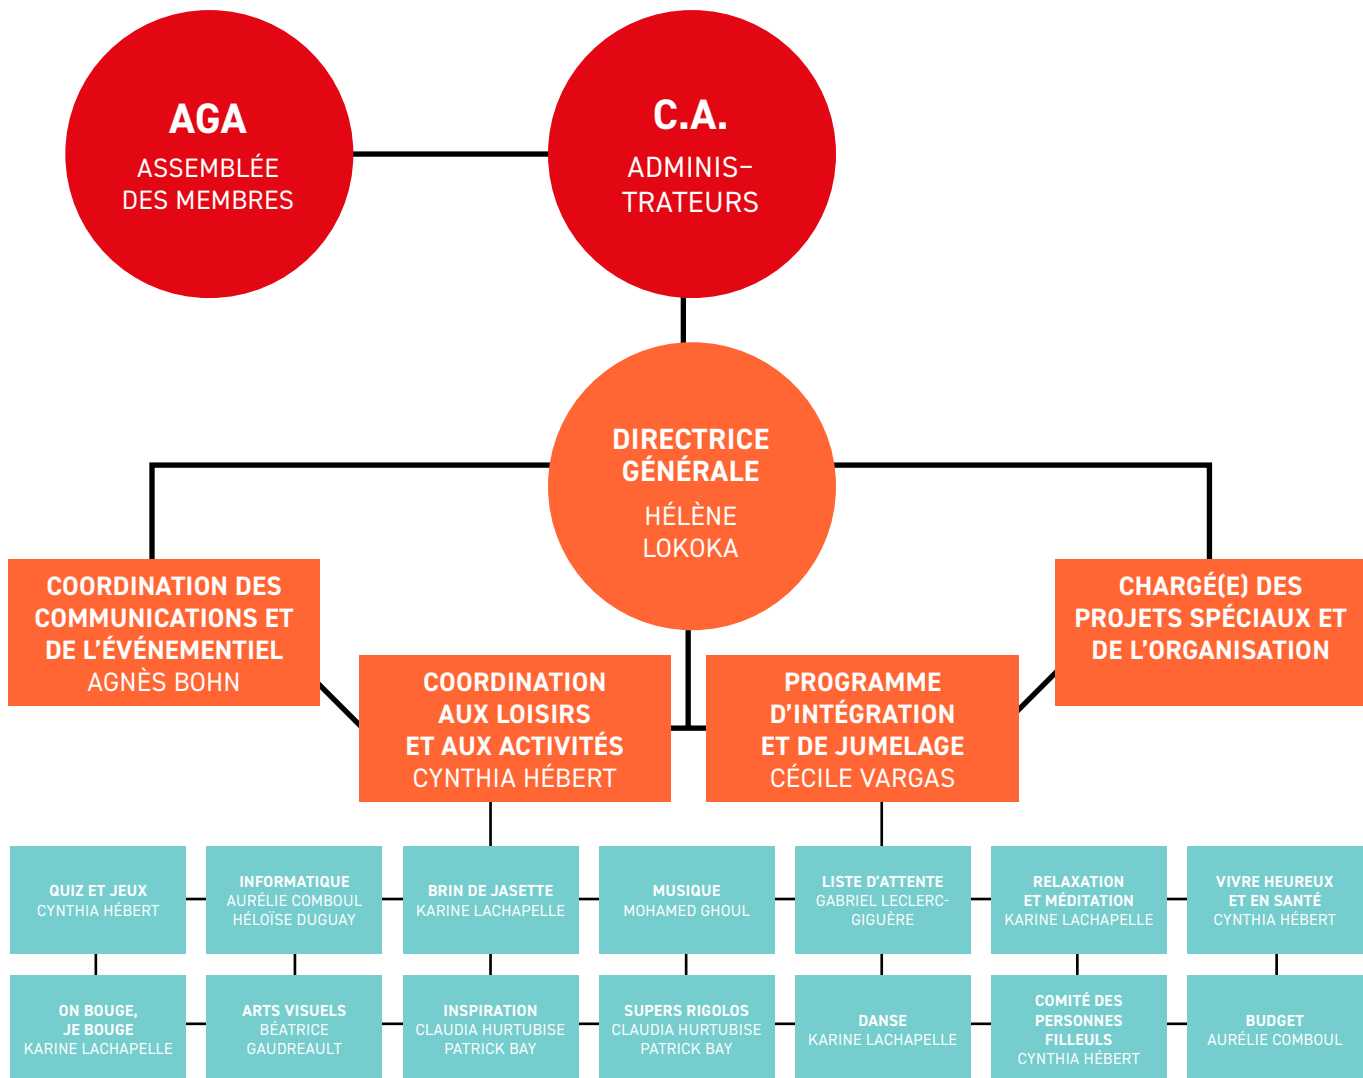 AGA
ASSEMBLÉE
DES MEMBRES
C.A.
ADMINIS–
TRATEURS
DIRECTRICE
GÉNÉRALE
HÉLÈNE
LOKOKA
COORDINATION DES
COMMUNICATIONS ET
DE L'ÉVÉNEMENTIEL
AGNÈS BOHN
COORDINATION
AUX LOISIRS
ET AUX ACTIVITÉS
CYNTHIA HÉBERT
PROGRAMME
D'INTÉGRATION
ET DE JUMELAGE
CÉCILE VARGAS
CHARGÉ(E) DES
PROJETS SPÉCIAUX ET
DE L'ORGANISATION
QUIZ ET JEUX
CYNTHIA HÉBERT
INFORMATIQUE
AURÉLIE COMBOUL
HÉLOÏSE DUGUAY
BRIN DE JASETTE
KARINE LACHAPELLE
MUSIQUE
MOHAMED GHOUL
LISTE D'ATTENTE
GABRIEL LECLERC-
GIGUÈRE
RELAXATION
ET MÉDITATION
KARINE LACHAPELLE
VIVRE HEUREUX
ET EN SANTÉ
CYNTHIA HÉBERT
ON BOUGE,
JE BOUGE
KARINE LACHAPELLE
ARTS VISUELS
BÉATRICE
GAUDREAULT
INSPIRATION
CLAUDIA HURTUBISE
PATRICK BAY
SUPERS RIGOLOS
CLAUDIA HURTUBISE
PATRICK BAY
DANSE
KARINE LACHAPELLE
COMITÉ DES
PERSONNES
FILLEULS
CYNTHIA HÉBERT
BUDGET
AURÉLIE COMBOUL